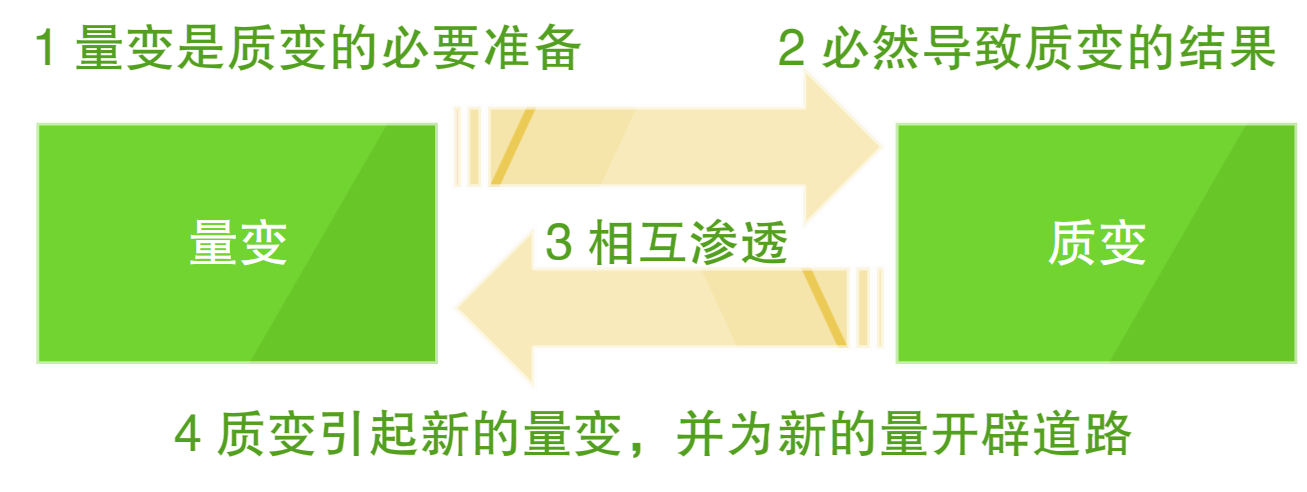 1 量变是质变的必要准备
2 必然导致质变的结果
量变
3 相互渗透
质变
4 质变引起新的量变，并为新的量开辟道路